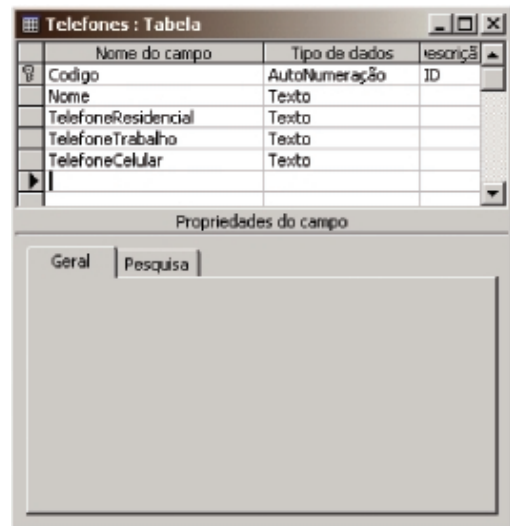 Telefones : Tabela
Nome do campo Tipo de dados escriçã
Codigo AutoNumeração ID
Nome Texto
TelefoneResidencial Texto
TelefoneTrabalho Texto
TelefoneCelular Texto
Propriedades do campo
Geral Pesquisa